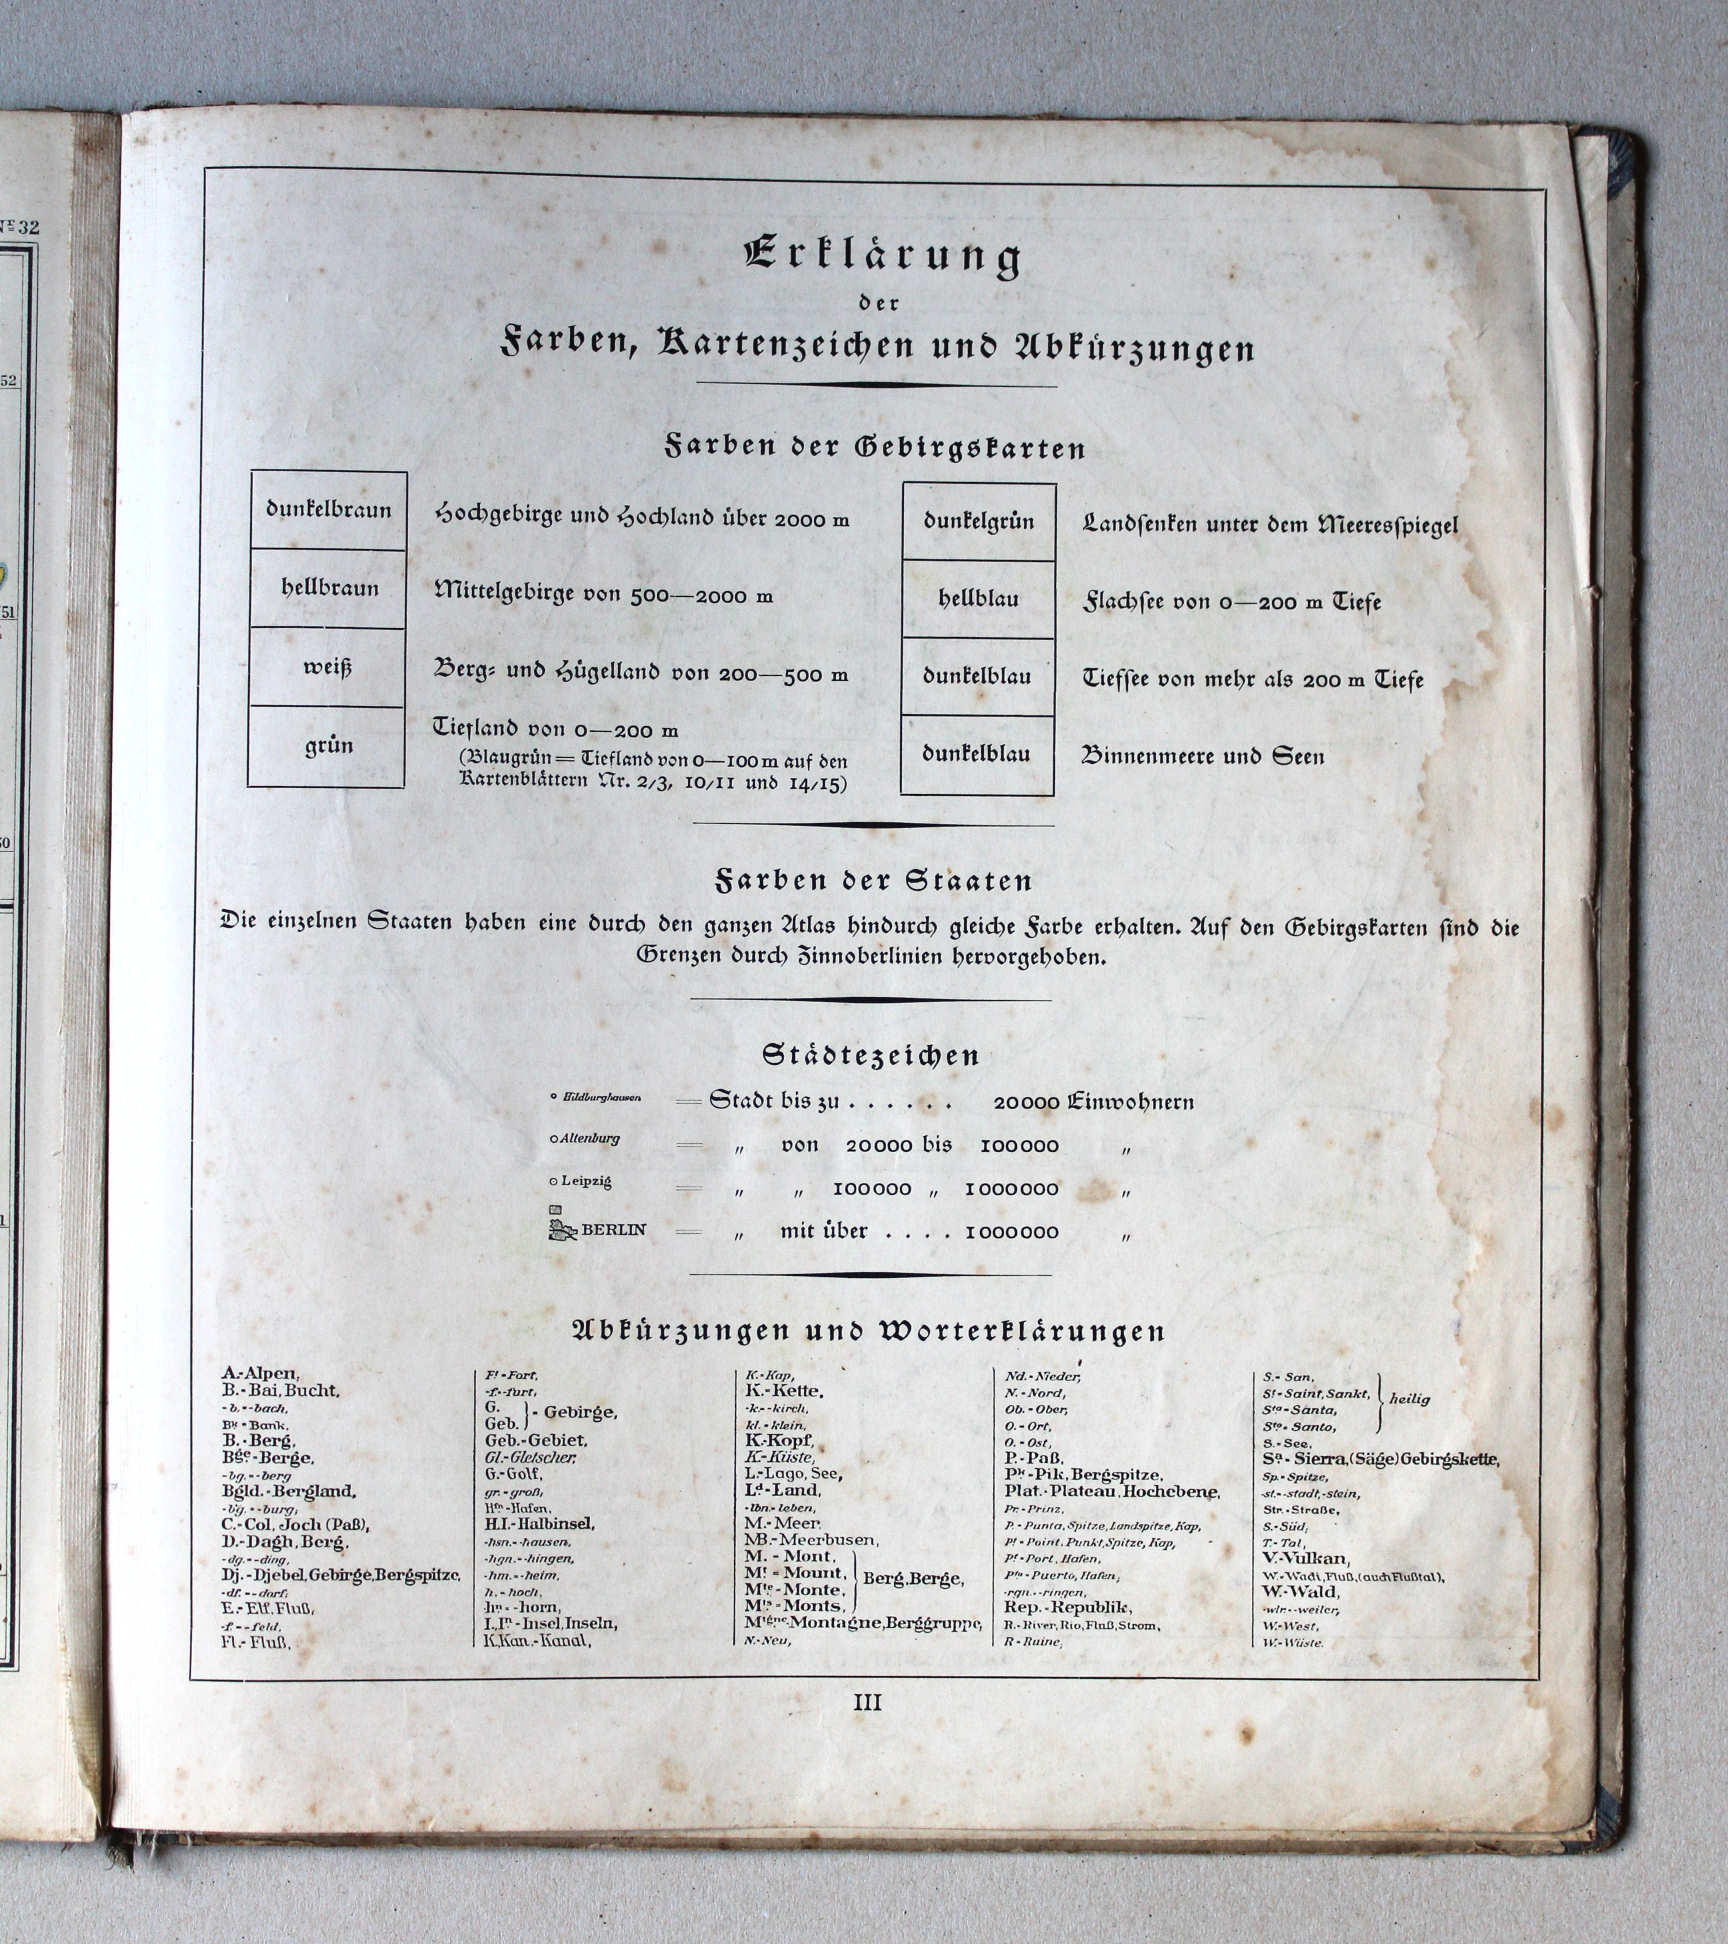 Nr 32
52
51
Erklärung
der
Farben, Kartenzeichen und Abkürzungen
Farben der Gebirgskarten
dunkelbraun Hochgebirge und Hochland über 2000 m
hellbraun Mittelgebirge von 500—2000 m
weiß Berg- und Hügelland von 200—500 m
grün Tiefland von 0—200 m
(Blaugrün = Tiefland von 0—100 m auf den
Kartenblättern Nr. 2/3, 10/11 und 14/15)
dunkelgrün Landsenken unter dem Meeresspiegel
hellblau Flachsee von 0—200 m Tiefe
dunkelblau Tiefsee von mehr als 200 m Tiefe
dunkelblau Binnenmeere und Seen
Farben der Staaten
Die einzelnen Staaten haben eine durch den ganzen Atlas hindurch gleiche Farbe erhalten. Auf den Gebirgskarten sind die
Grenzen durch Zinnoberlinien hervorgehoben.
Städtezeichen
Hildburghausen = Stadt bis zu . . . . . . 20000 Einwohnern
Altenburg = „ von 20000 bis 100000 „
Leipzig = „ „ 100000 „ 1000000 „
BERLIN = „ mit über . . . . 1000000 „
Abkürzungen und Worterklärungen
A.-Alpen,
B.-Bai, Bucht,
-b.--bach,
Bk-Bank,
B.-Berg,
Bge-Berge,
-bg.--berg
Bgld.-Bergland,
-bg.--burg,
C.-Col, Joch (Paß),
D.-Dagh, Berg,
-dg.--ding,
Dj.-Djebel, Gebirge, Bergspitze,
-df.--dorf,
E.-Elf, Fluß,
-f.--feld,
Fl.-Fluß,
Ft-Fort,
-f.--furt,
G.
Geb. } - Gebirge,
Geb.-Gebiet,
Gl.-Gletscher,
G.-Golf,
gr.-groß,
Hfn-Hafen,
H.I.-Halbinsel,
-hsn.--hausen,
-hgn.--hingen,
-hm.--heim,
h.-hoch,
hn--horn,
I., In-Insel, Inseln,
K, Kan.-Kanal,
K.-Kap,
K.-Kette,
-k.--kirch,
kl.-klein,
K.-Kopf,
K.-Küste,
L.-Lago, See,
Ld-Land,
-lbn.-leben,
M.-Meer,
MB.-Meerbusen,
M.-Mont,
Mt-Mount,
Mte-Monte,
Mts-Monts, } Berg, Berge,
Mtgne-Montagne, Berggruppe,
N.-Neu,
Nd.-Nieder,
N.-Nord,
Ob.-Ober,
O.-Ort,
O.-Ost,
P.-Paß,
Pk-Pik, Bergspitze,
Plat.-Plateau, Hochebene,
Pr.-Prinz,
P.-Punta, Spitze, Landspitze, Kap,
Pt-Point, Punkt, Spitze, Kap,
Pt-Port, Hafen,
Pto-Puerto, Hafen,
-rgn.--ringen,
Rep.-Republik,
R.-River, Rio, Fluß, Strom,
R-Ruine,
S.-San,
St-Saint, Sankt,
Sta-Santa,
Sto-Santo, } heilig
S.-See,
Sa-Sierra, (Säge) Gebirgskette,
Sp.-Spitze,
-st.--stadt, -stein,
Str.-Straße,
S.-Süd,
T.-Tal,
V.-Vulkan,
W.-Wadi, Fluß, (auch Flußtal),
W.-Wald,
-wlr.--weiler,
W.-West,
W.-Wüste.
III